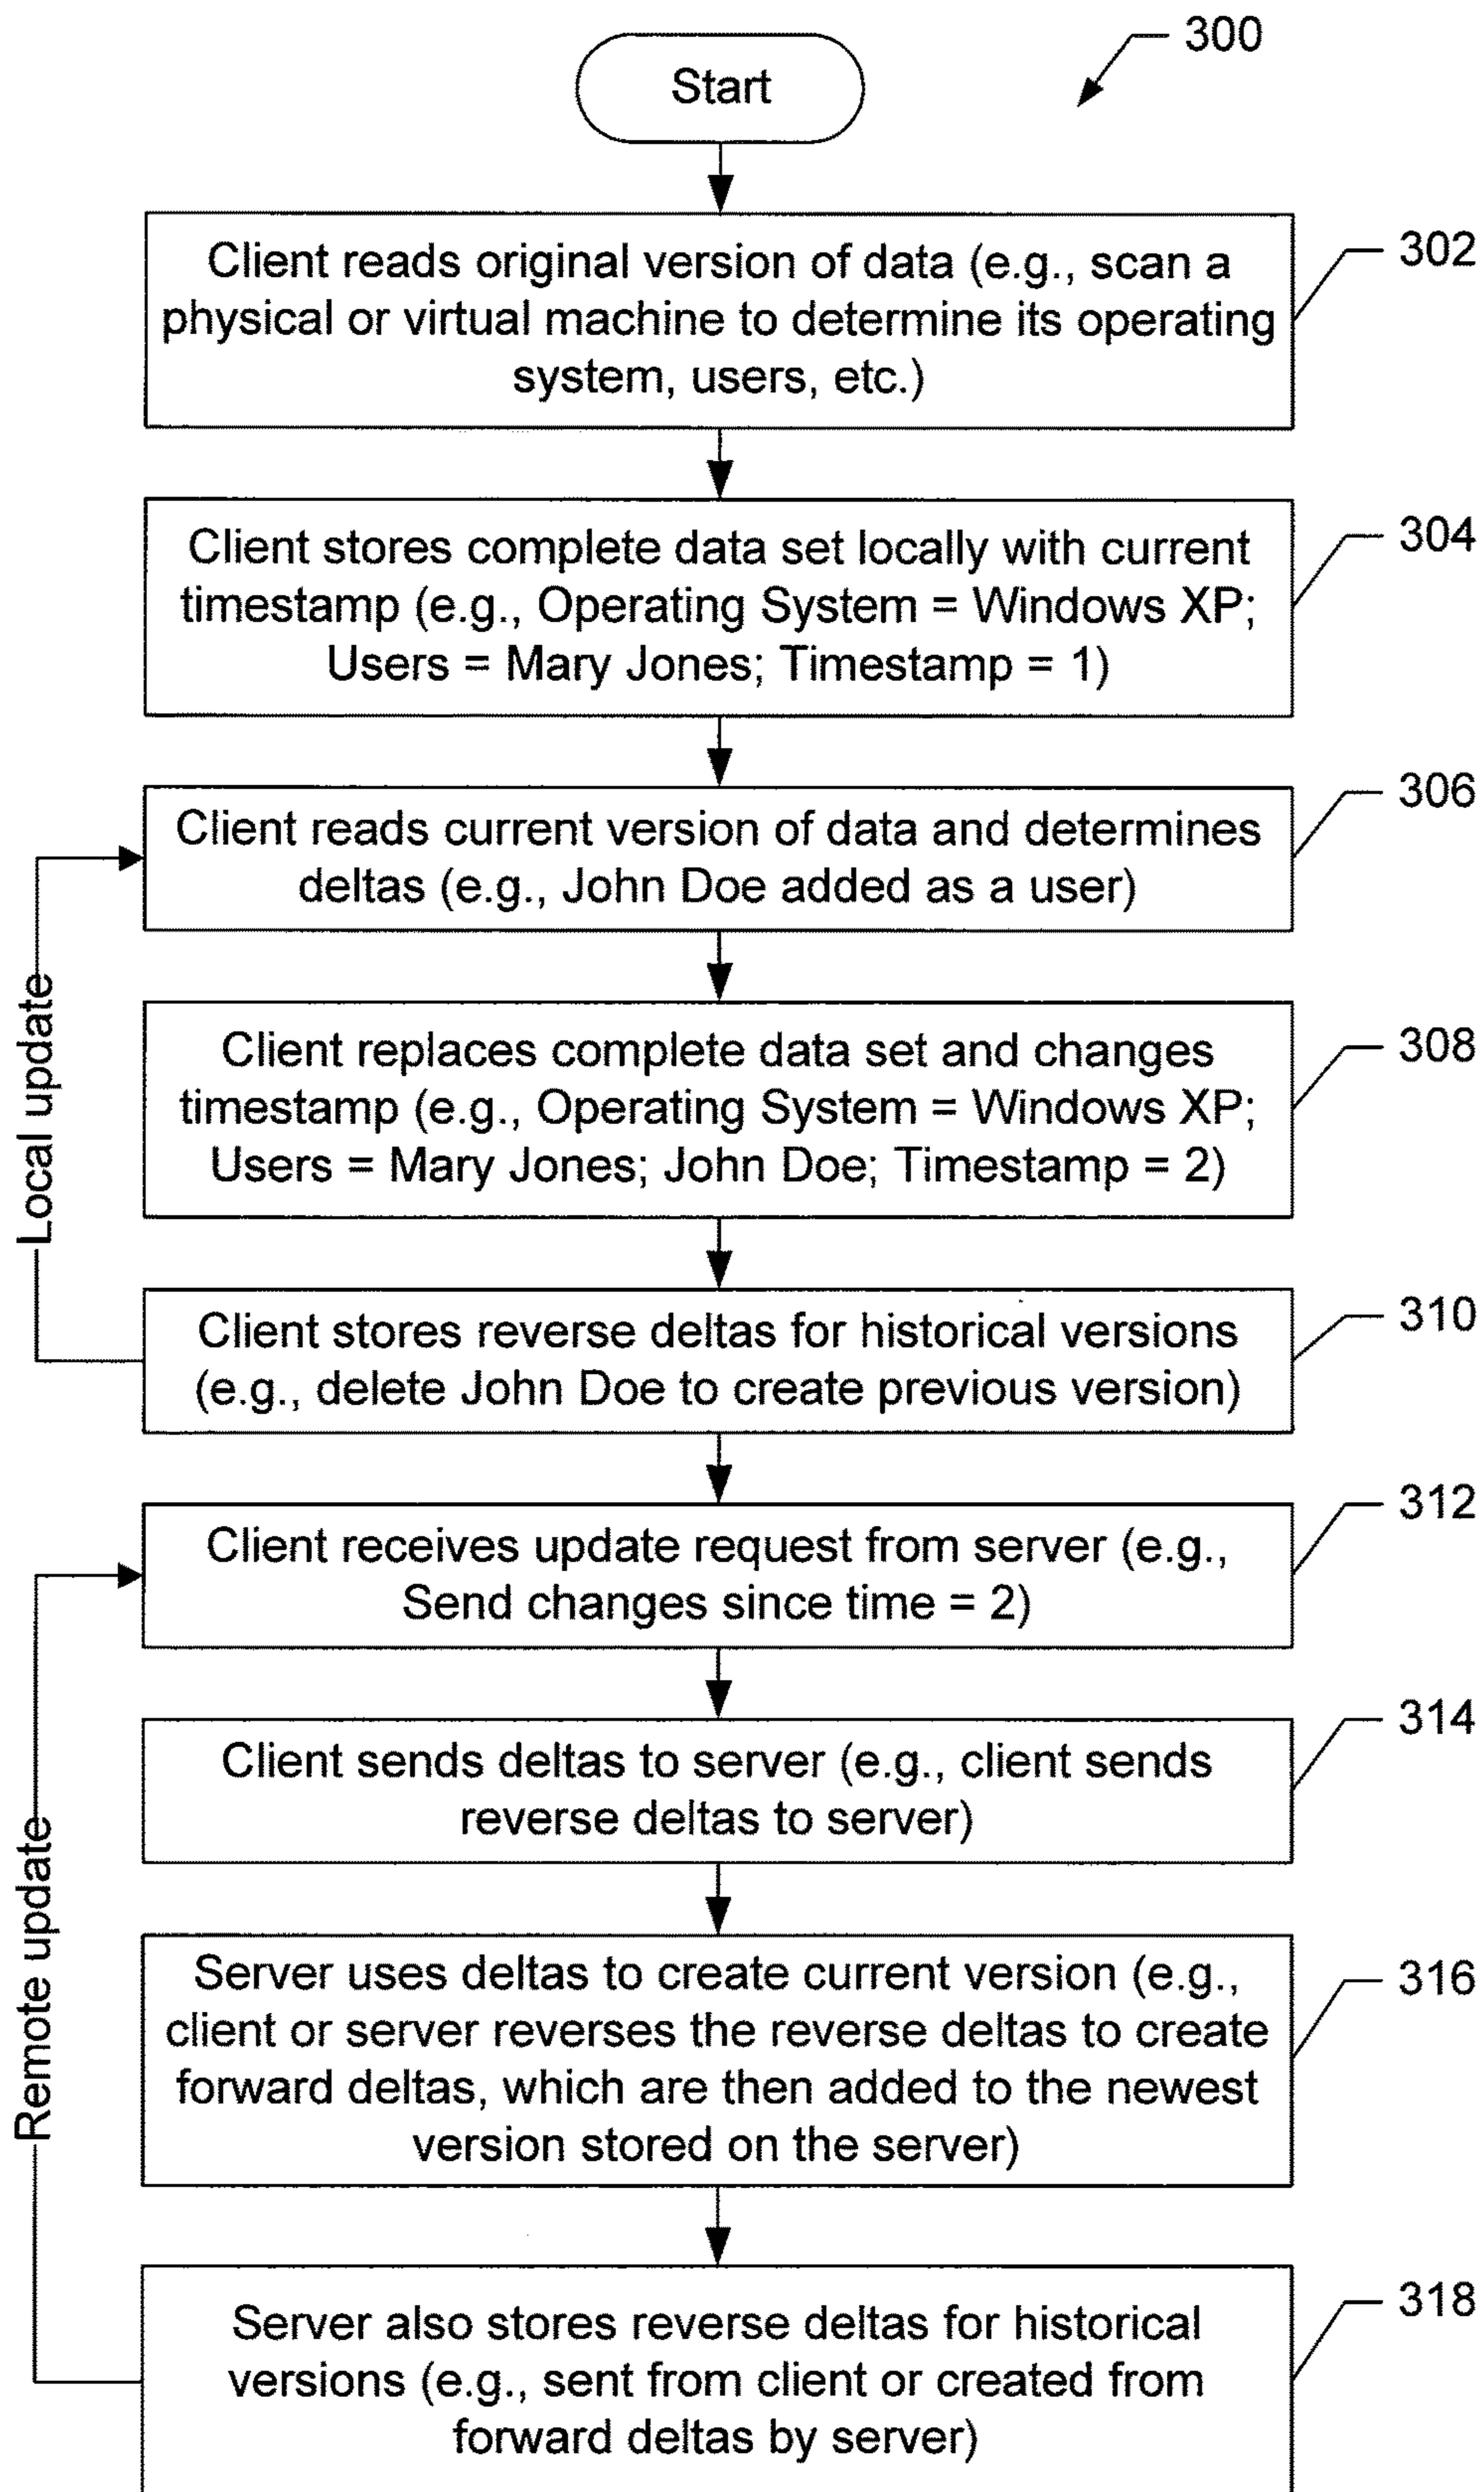 300
Start
Client reads original version of data (e.g., scan a
physical or virtual machine to determine its operating
system, users, etc.)
302
Client stores complete data set locally with current
timestamp (e.g., Operating System = Windows XP;
Users = Mary Jones; Timestamp = 1)
304
Client reads current version of data and determines
deltas (e.g., John Doe added as a user)
306
Local update
Client replaces complete data set and changes
timestamp (e.g., Operating System = Windows XP;
Users = Mary Jones; John Doe; Timestamp = 2)
308
Client stores reverse deltas for historical versions
(e.g., delete John Doe to create previous version)
310
Client receives update request from server (e.g.,
Send changes since time = 2)
312
Client sends deltas to server (e.g., client sends
reverse deltas to server)
314
Remote update
Server uses deltas to create current version (e.g.,
client or server reverses the reverse deltas to create
forward deltas, which are then added to the newest
version stored on the server)
316
Server also stores reverse deltas for historical
versions (e.g., sent from client or created from
forward deltas by server)
318